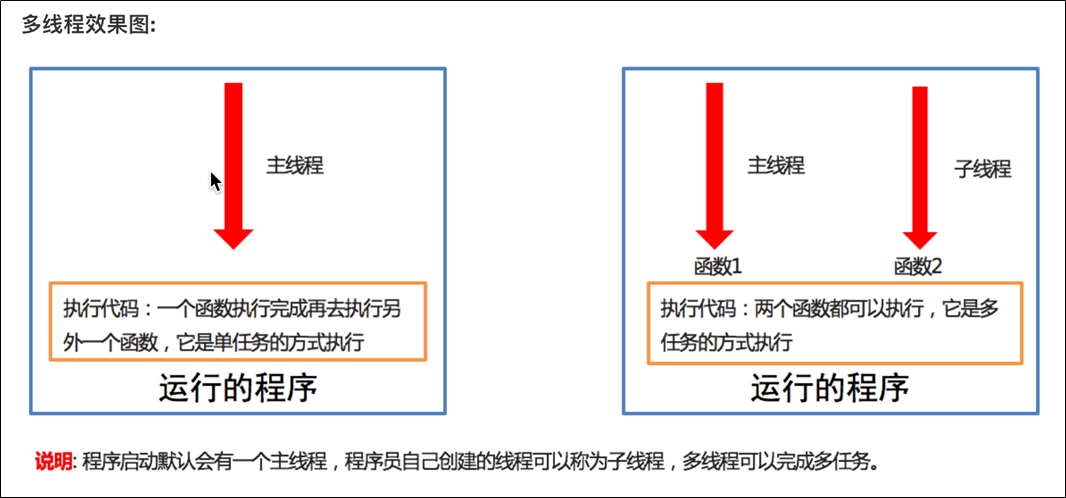 多线程效果图:
主线程
执行代码：一个函数执行完成再去执行另
外一个函数，它是单任务的方式执行
运行的程序
主线程
子线程
函数1
函数2
执行代码：两个函数都可以执行，它是多
任务的方式执行
运行的程序
说明: 程序启动默认会有一个主线程，程序员自己创建的线程可以称为子线程，多线程可以完成多任务。